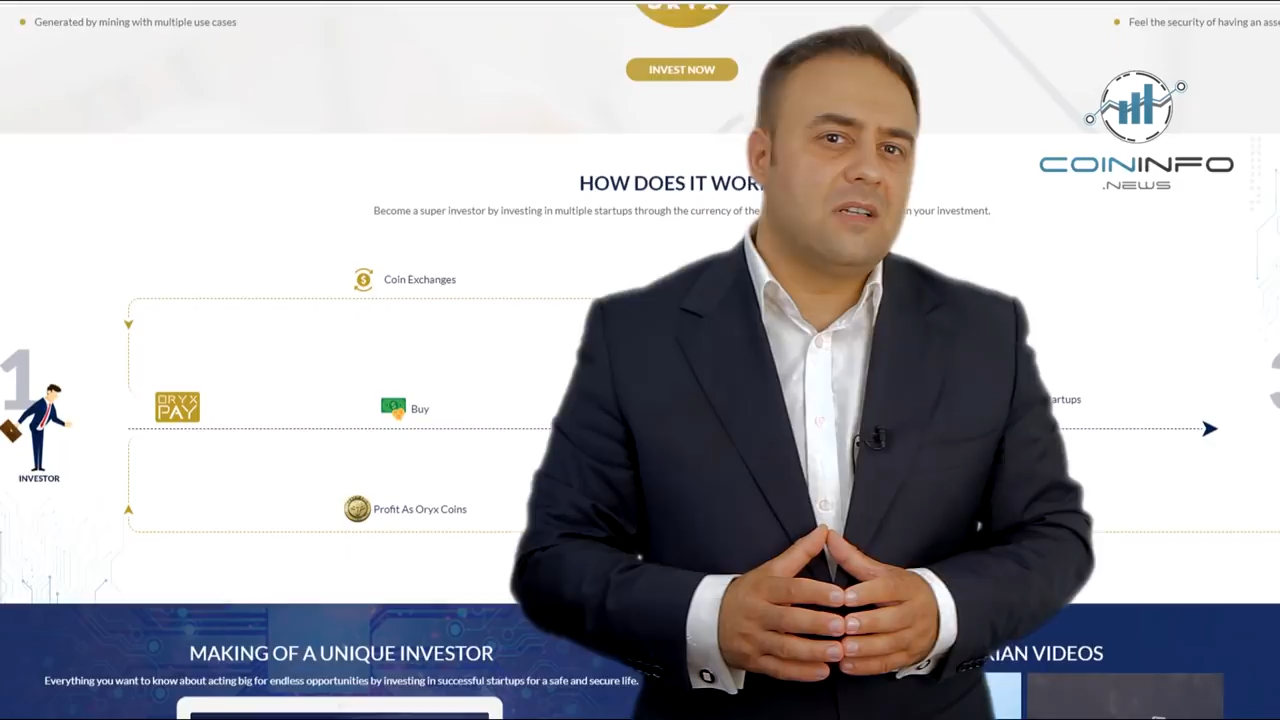 Generated by mining with multiple use cases
Feel the security of having an asse
INVEST NOW
COININFO
.NEWS
HOW DOES IT WOR
Become a super investor by investing in multiple startups through the currency of the
n your investment.
Coin Exchanges
1
ORYX
PAY
Buy
artups
INVESTOR
Profit As Oryx Coins
MAKING OF A UNIQUE INVESTOR
IAN VIDEOS
Everything you want to know about acting big for endless opportunities by investing in successful startups for a safe and secure life.